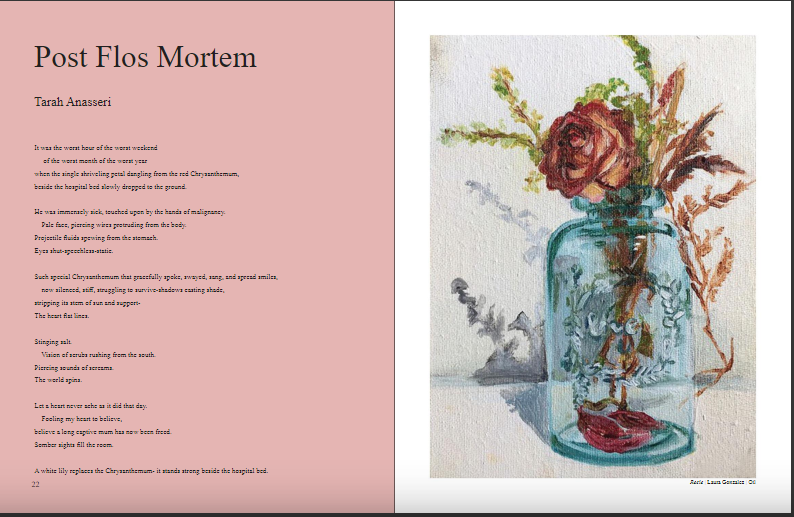 Post Flos Mortem
Tarah Anasseri
It was the worst hour of the worst weekend
of the worst month of the worst year
when the single shriveling petal dangling from the red Chrysanthemum,
beside the hospital bed slowly dropped to the ground.
He was immensely sick, touched upon by the hands of malignancy.
Pale face, piercing wires protruding from the body.
Projectile fluids spewing from the stomach.
Eyes shut-speechless-static.
Such special Chrysanthemum that gracefully spoke, swayed, sang, and spread smiles,
now silenced, stiff, struggling to survive-shadows casting shade,
stripping its stem of sun and support-
The heart flat lines.
Stinging salt.
Vision of scrubs rushing from the south.
Piercing sounds of screams.
The world spins.
Let a heart never ache as it did that day.
Fooling my heart to believe,
believe a long captive mum has now been freed.
Somber sights fill the room.
A white lily replaces the Chrysanthemum- it stands strong beside the hospital bed.
22
Laura Gonzalez | Oil